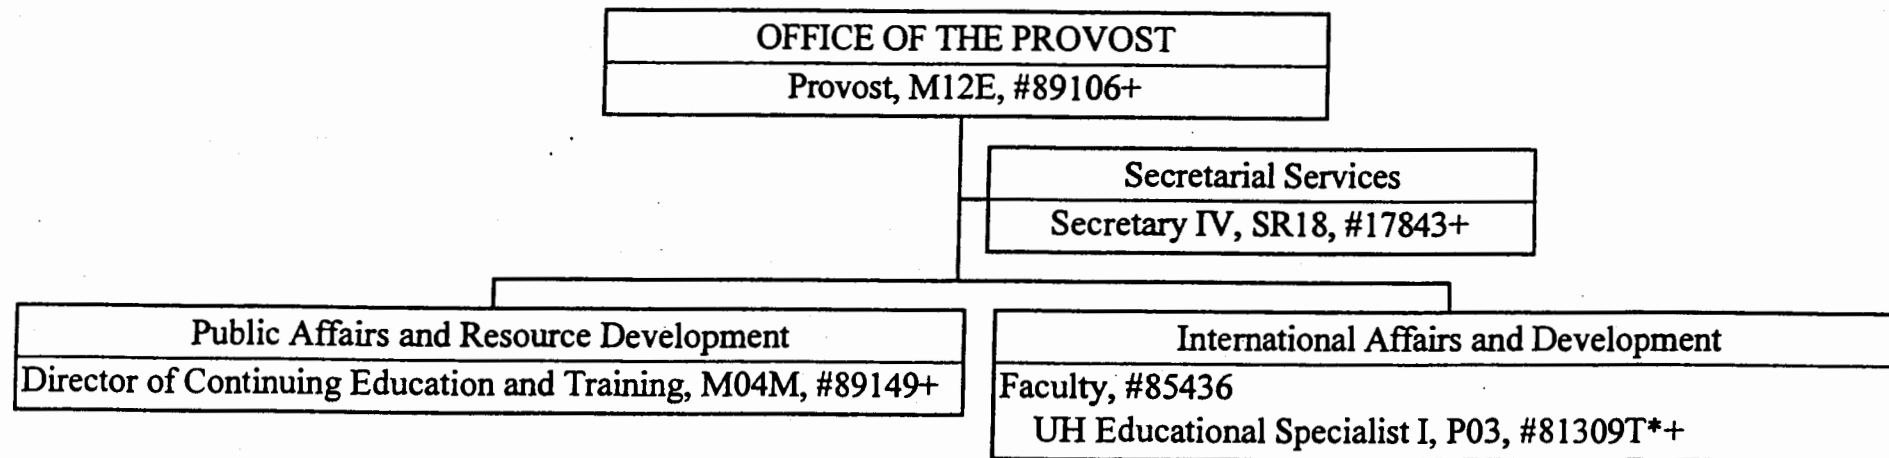 OFFICE OF THE PROVOST
Provost, M12E, #89106+
Secretarial Services
Secretary IV, SR18, #17843+
Public Affairs and Resource Development
Director of Continuing Education and Training, M04M, #89149+
International Affairs and Development
Faculty, #85436
UH Educational Specialist I, P03, #81309T*+